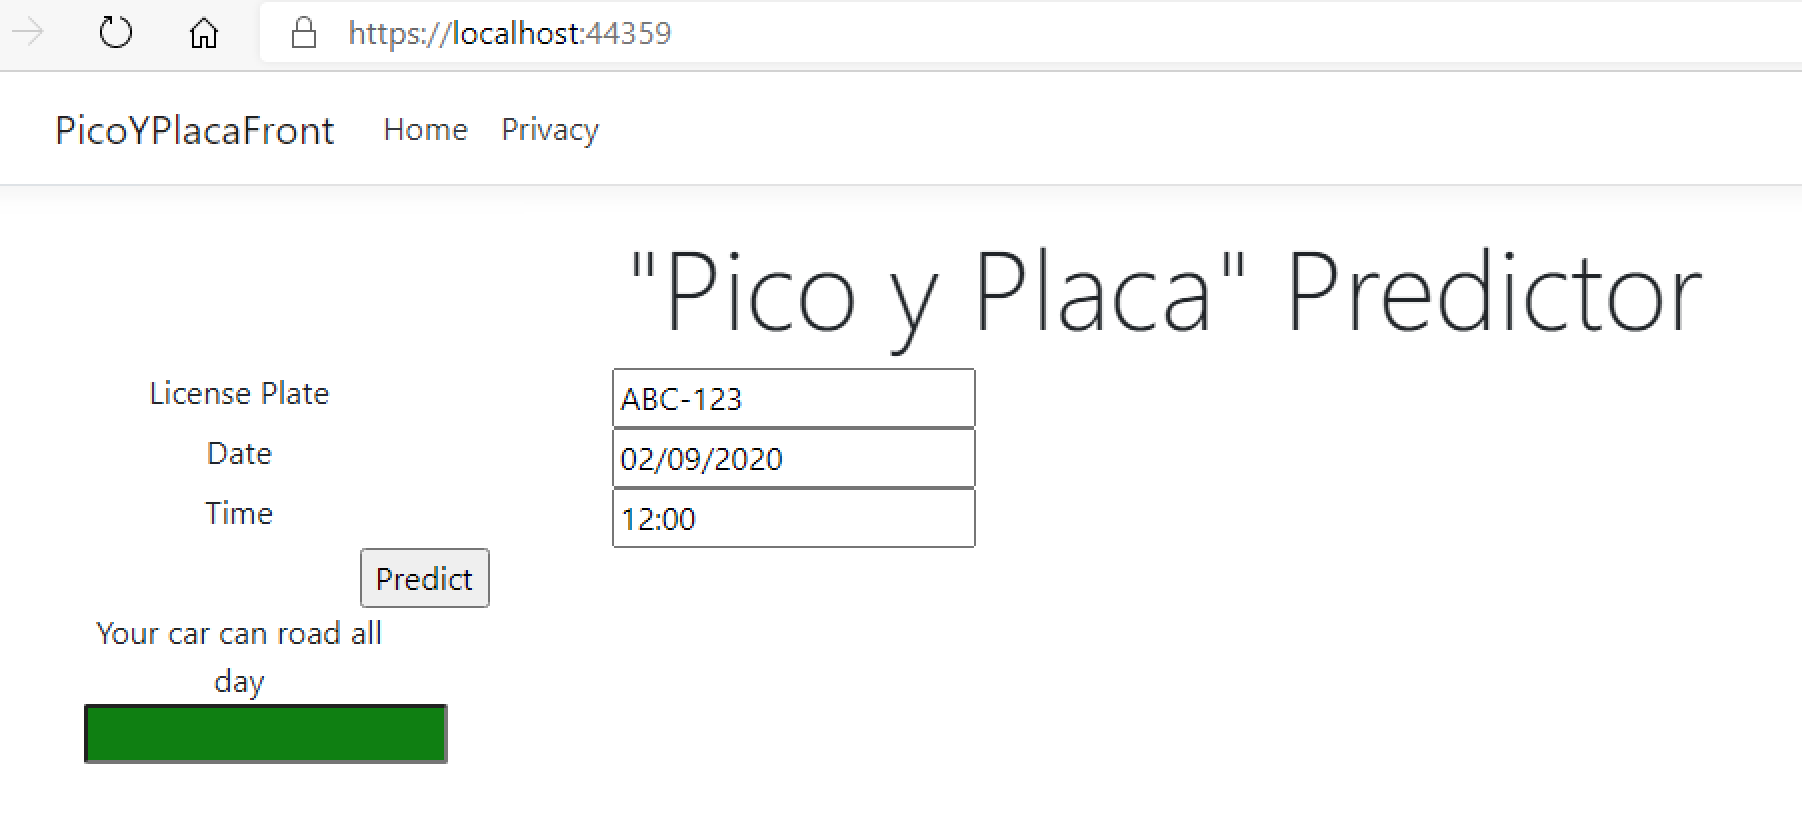 https://localhost:44359
PicoYPlacaFront Home Privacy
"Pico y Placa" Predictor
License Plate ABC-123
Date 02/09/2020
Time 12:00
Predict
Your car can road all
day